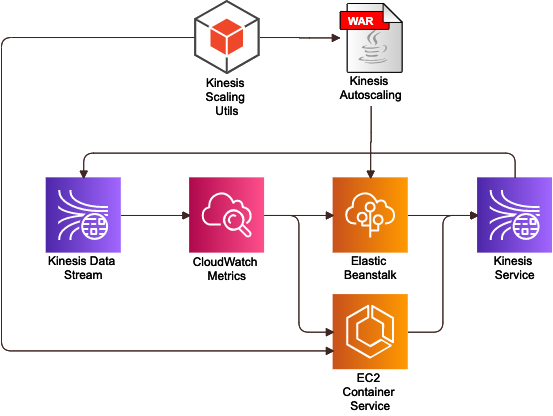 WAR
Kinesis
Scaling
Utils
Kinesis
Autoscaling
Kinesis Data
Stream
CloudWatch
Metrics
Elastic
Beanstalk
Kinesis
Service
EC2
Container
Service